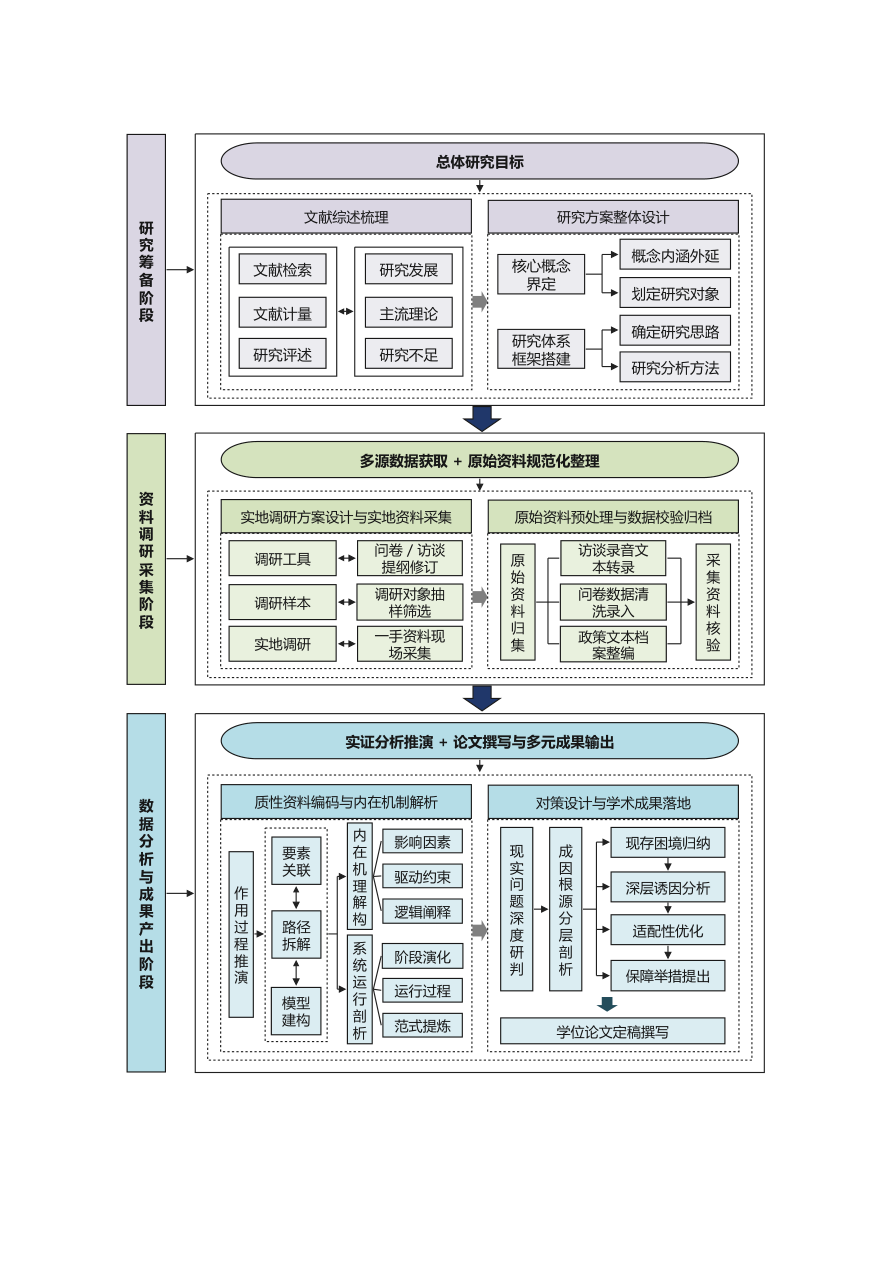 研究筹备阶段
总体研究目标
文献综述梳理
文献检索
文献计量
研究评述
研究发展
主流理论
研究不足
研究方案整体设计
核心概念
界定
概念内涵外延
划定研究对象
研究体系
框架搭建
确定研究思路
研究分析方法
资料调研采集阶段
多源数据获取 + 原始资料规范化整理
实地调研方案设计与实地资料采集
调研工具
问卷 / 访谈
提纲修订
调研样本
调研对象抽
样筛选
实地调研
一手资料现
场采集
原始资料预处理与数据校验归档
原始资料归集
访谈录音文
本转录
问卷数据清
洗录入
政策文本档
案整编
采集资料核验
数据分析与成果产出阶段
实证分析推演 + 论文撰写与多元成果输出
质性资料编码与内在机制解析
作用过程推演
要素
关联
路径
拆解
模型
建构
内在机理解构
影响因素
驱动约束
逻辑阐释
系统运行剖析
阶段演化
运行过程
范式提炼
对策设计与学术成果落地
现实问题深度研判
成因根源分层剖析
现存困境归纳
深层诱因分析
适配性优化
保障举措提出
学位论文定稿撰写